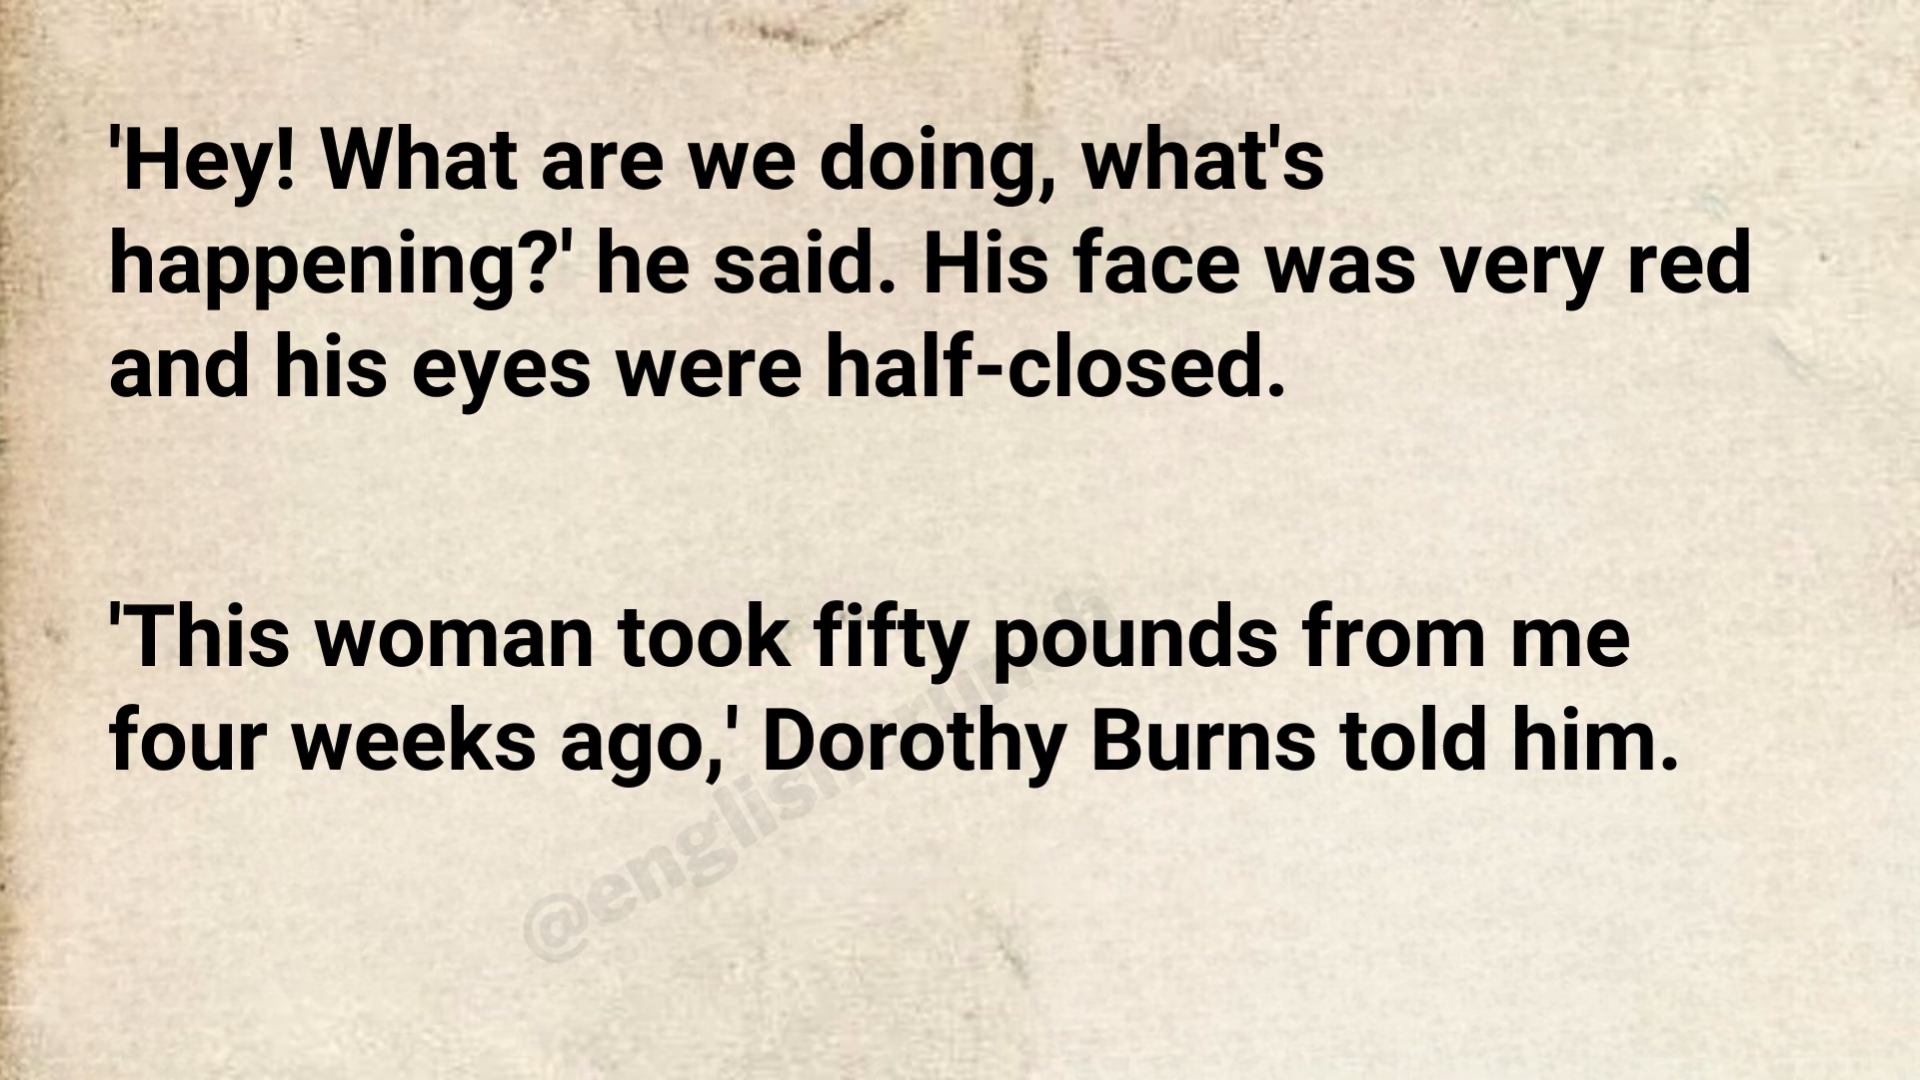 'Hey! What are we doing, what's
happening?' he said. His face was very red
and his eyes were half-closed.
'This woman took fifty pounds from me
four weeks ago,' Dorothy Burns told him.